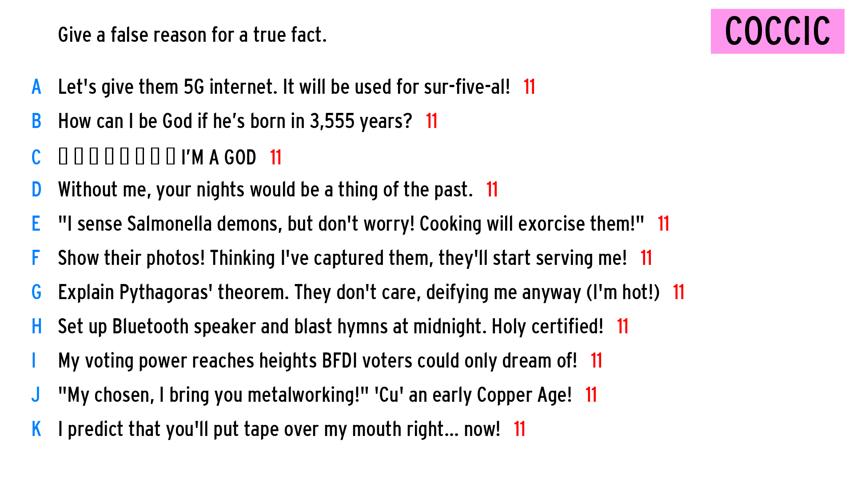 Give a false reason for a true fact.
COCCIC
A Let's give them 5G internet. It will be used for sur-five-al! 11
B How can I be God if he's born in 3,555 years? 11
C ▯ ▯ ▯ ▯ ▯ ▯ ▯ ▯ I'M A GOD 11
D Without me, your nights would be a thing of the past. 11
E "I sense Salmonella demons, but don't worry! Cooking will exorcise them!" 11
F Show their photos! Thinking I've captured them, they'll start serving me! 11
G Explain Pythagoras' theorem. They don't care, deifying me anyway (I'm hot!) 11
H Set up Bluetooth speaker and blast hymns at midnight. Holy certified! 11
I My voting power reaches heights BFDI voters could only dream of! 11
J "My chosen, I bring you metalworking!" 'Cu' an early Copper Age! 11
K I predict that you'll put tape over my mouth right... now! 11